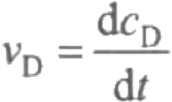 v_D = dc_D / dt